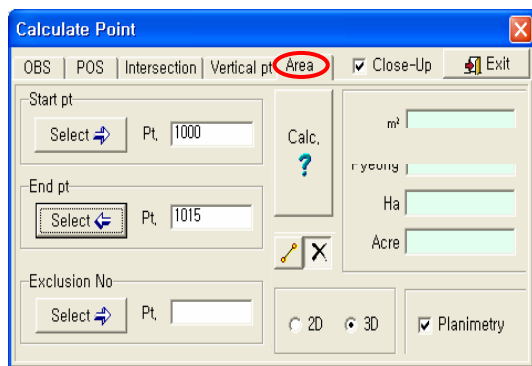 Calculate Point
OBS POS Intersection Vertical pt Area Close-Up Exit
Start pt
Select Pt, 1000
Calc,
?
m²
Pyeong
End pt
Select Pt, 1015
Ha
Acre
Exclusion No
Select Pt,
2D 3D Planimetry